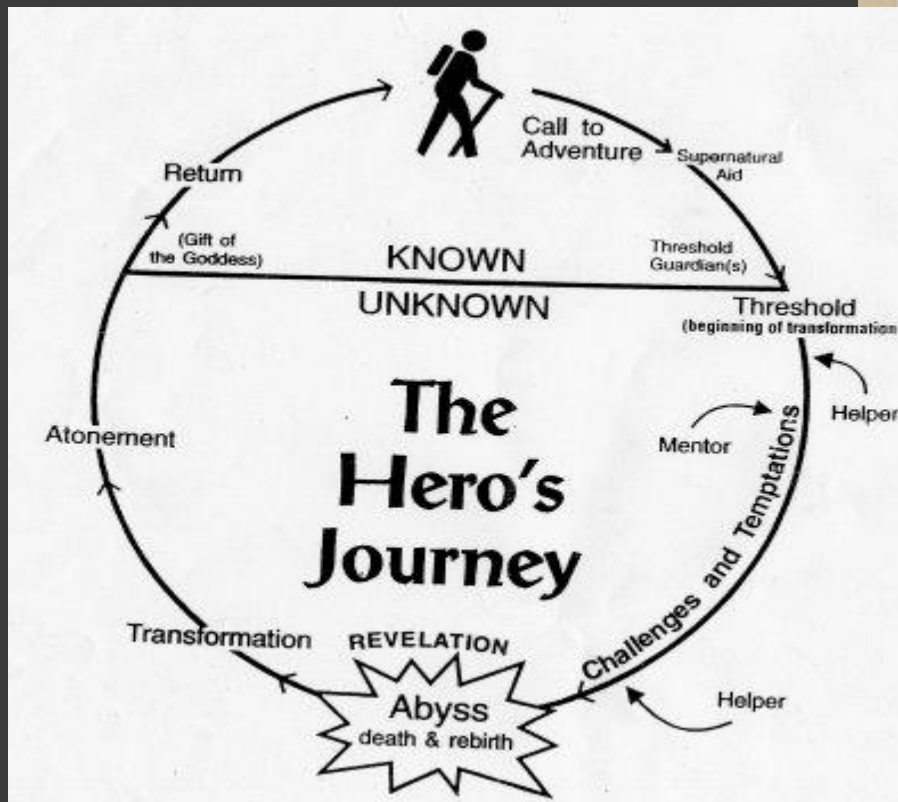 Call to
Adventure
Supernatural
Aid
Return
(Gift of
the Goddess)
KNOWN
Threshold
Guardian(s)
UNKNOWN
Threshold
(beginning of transformation
Helper
Mentor
Challenges and Temptations
The
Hero's
Journey
Atonement
Transformation
REVELATION
Abyss
death & rebirth
Helper